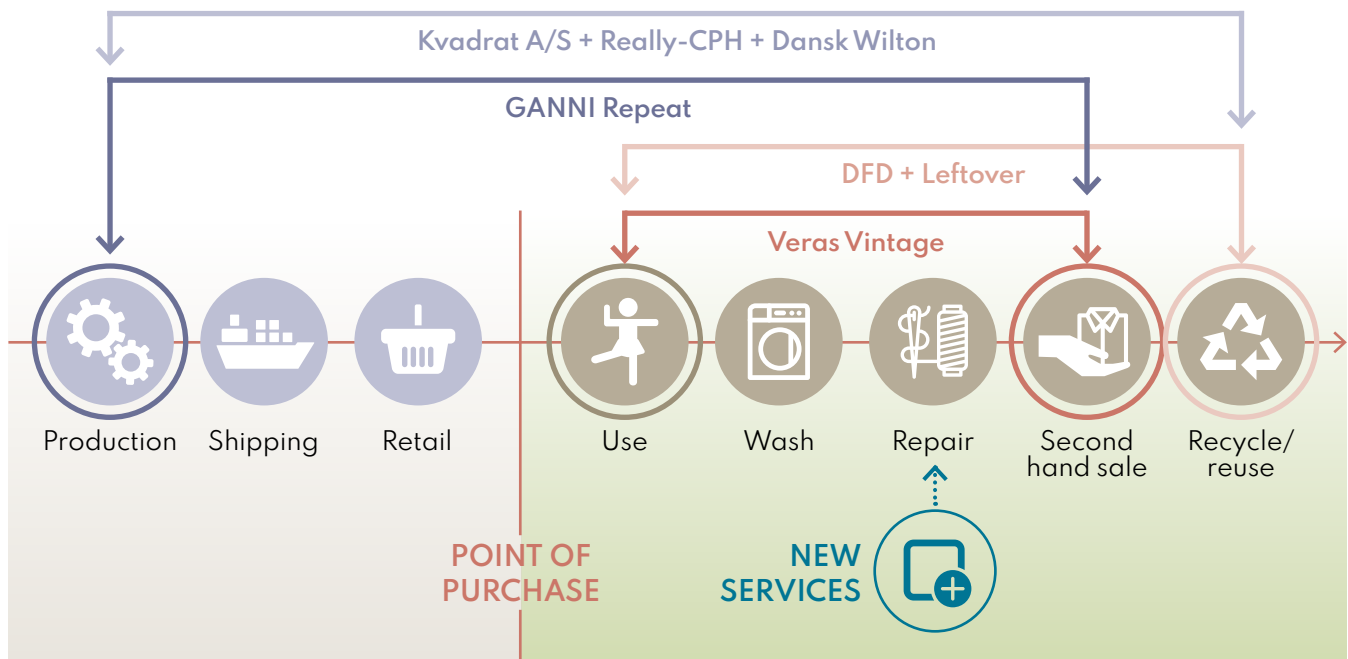 Kvadrat A/S + Really-CPH + Dansk Wilton
GANNI Repeat
DFD + Leftover
Veras Vintage
Production
Shipping
Retail
Use
Wash
Repair
Second
hand sale
Recycle/
reuse
POINT OF
PURCHASE
NEW
SERVICES